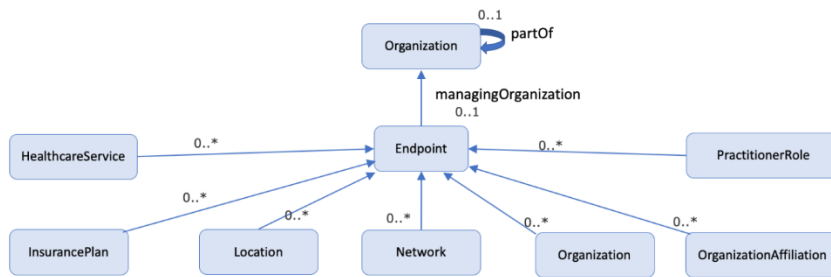 0..1
partOf
Organization
managingOrganization
0..1
Endpoint
0..*
0..*
HealthcareService
PractitionerRole
0..*
0..*
0..*
0..*
0..*
InsurancePlan
Location
Network
Organization
OrganizationAffiliation